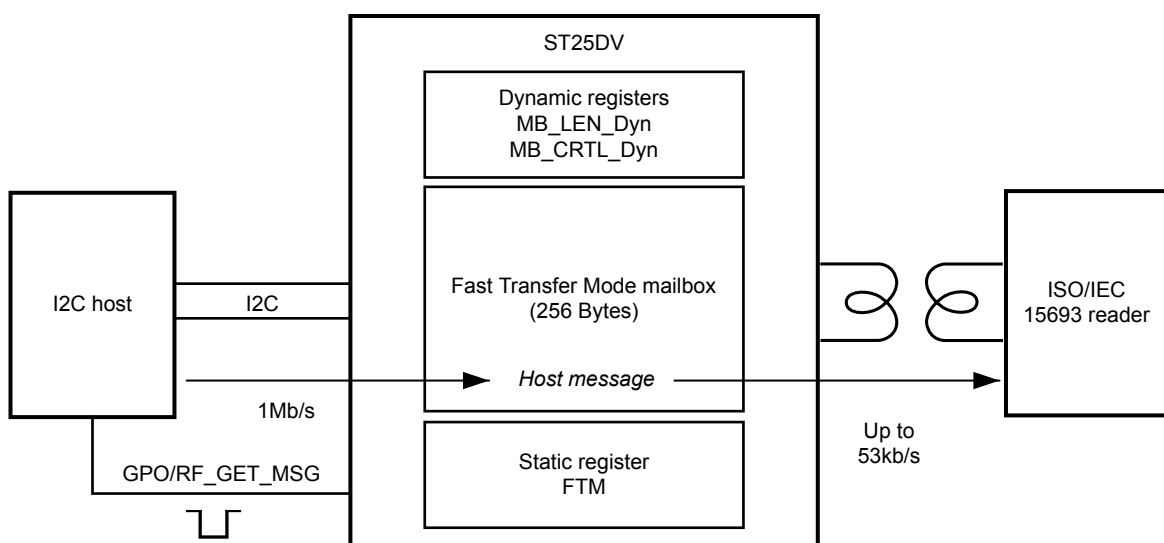 ST25DV
Dynamic registers
MB_LEN_Dyn
MB_CRTL_Dyn
I2C host
I2C
Fast Transfer Mode mailbox
(256 Bytes)
ISO/IEC
15693 reader
Host message
1Mb/s
Up to
53kb/s
GPO/RF_GET_MSG
Static register
FTM